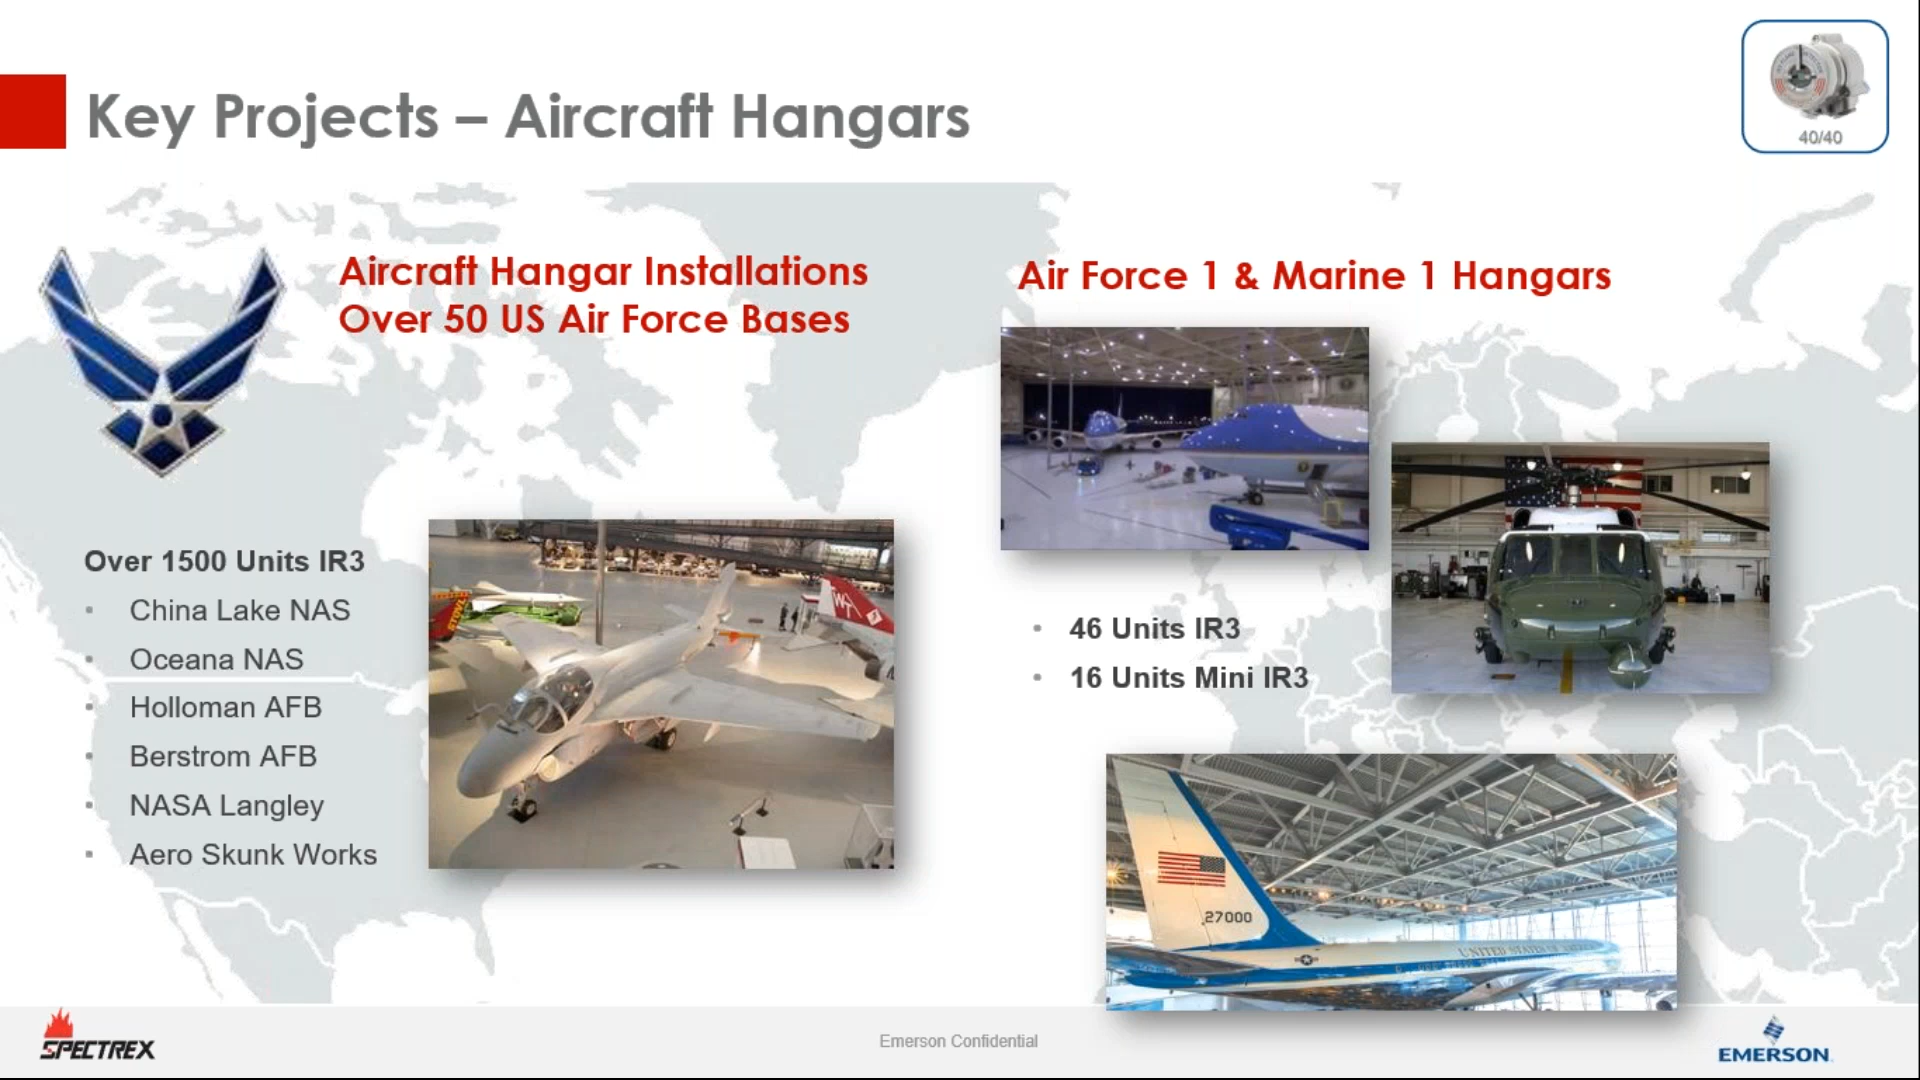 Key Projects – Aircraft Hangars
40/40
Aircraft Hangar Installations
Over 50 US Air Force Bases
Over 1500 Units IR3
China Lake NAS
Oceana NAS
Holloman AFB
Berstrom AFB
NASA Langley
Aero Skunk Works
Air Force 1 & Marine 1 Hangars
46 Units IR3
16 Units Mini IR3
27000
UNITED STATES OF AMERICA
SPECTREX
Emerson Confidential
EMERSON